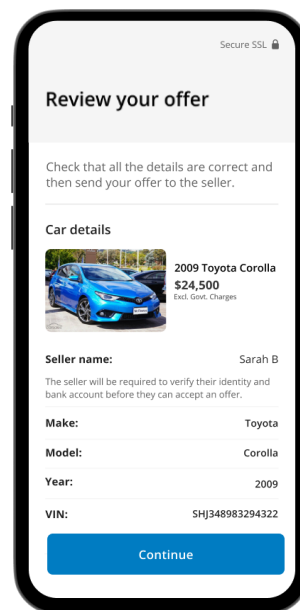 Secure SSL
Review your offer
Check that all the details are correct and
then send your offer to the seller.
Car details
2009 Toyota Corolla
$24,500
Excl. Govt. Charges
Seller name: Sarah B
The seller will be required to verify their identity and
bank account before they can accept an offer.
Make: Toyota
Model: Corolla
Year: 2009
VIN: SHJ348983294322
Continue